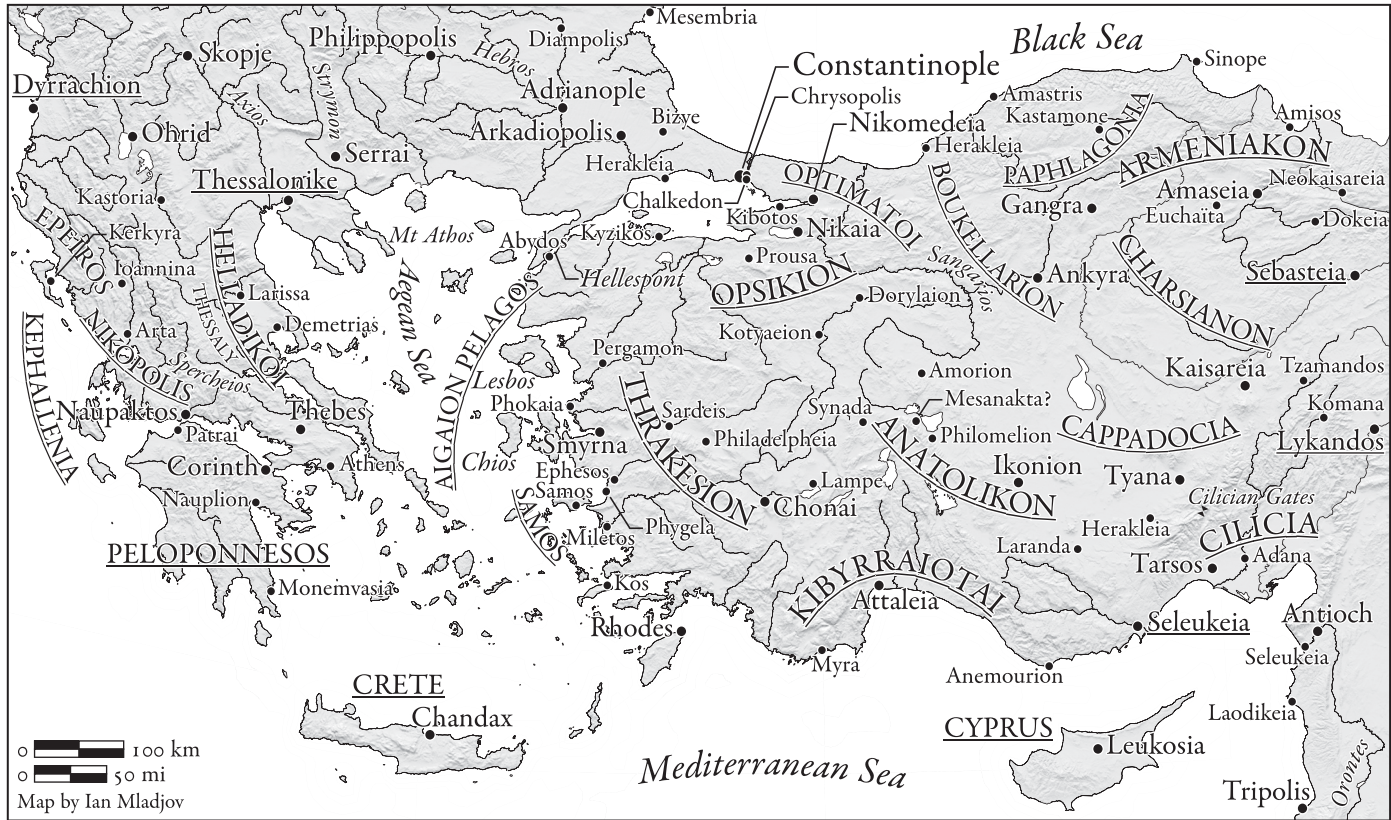 Mesembria
Black Sea
Philippopolis
Diampolis
Skopje
Hebros
Sinope
Constantinople
Dyrrachion
Strymon
Axios
Adrianople
Chrysopolis
Amastris
Kastamone
PAPHLAGONIA
Amisos
Óhrid
Arkadiopolis
Bizye
Nikomedeia
Herakleia
ARMENIAKON
Serrai
Herakleia
OPTIMATOI
BOUKELLARION
Thessalonike
Kastoria
Chalkedon
Kibotos
Gangra
Amaseia
Neokaisareia
Euchaïta
Dokeia
EPEIROS
Kerkyra
HELLADIKOI
Mt Athos
Abydos
Kyzikos
Nikaia
Sangarios
CHARSIANON
Ioannina
Aegean Sea
Hellespont
Prousa
OPSIKION
Ankyra
Sebasteia
THESSALY
Larissa
AIGAION PELAGOS
Dorylaion
KEPHALLENIA
NIKOPOLIS
Arta
Demetrias
Kotyaeion
Spercheios
Lesbos
Pergamon
THRAKESION
Amorion
Kaisareia
Tzamandos
Naupaktos
Thebes
Phokaia
Sardeis
Synada
Mesanakta?
Komana
Patrai
Smyrna
Philadelpheia
ANATOLIKON
Philomelion
CAPPADOCIA
Lykandos
Corinth
Athens
Chios
Ephesos
Lampe
Ikonion
Tyana
Nauplion
Samos
SAMOS
Chonai
Cilician Gates
Miletos
Phygela
Herakleia
CILICIA
PELOPONNESOS
KIBYRRAIOTAI
Laranda
Tarsos
Adana
Monemvasia
Kos
Attaleia
Rhodes
Seleukeia
Antioch
Myra
Anemourion
Seleukeia
CRETE
Chandax
CYPRUS
Laodikeia
Leukosia
0 100 km
0 50 mi
Mediterranean Sea
Orontes
Tripolis
Map by Ian Mladjov